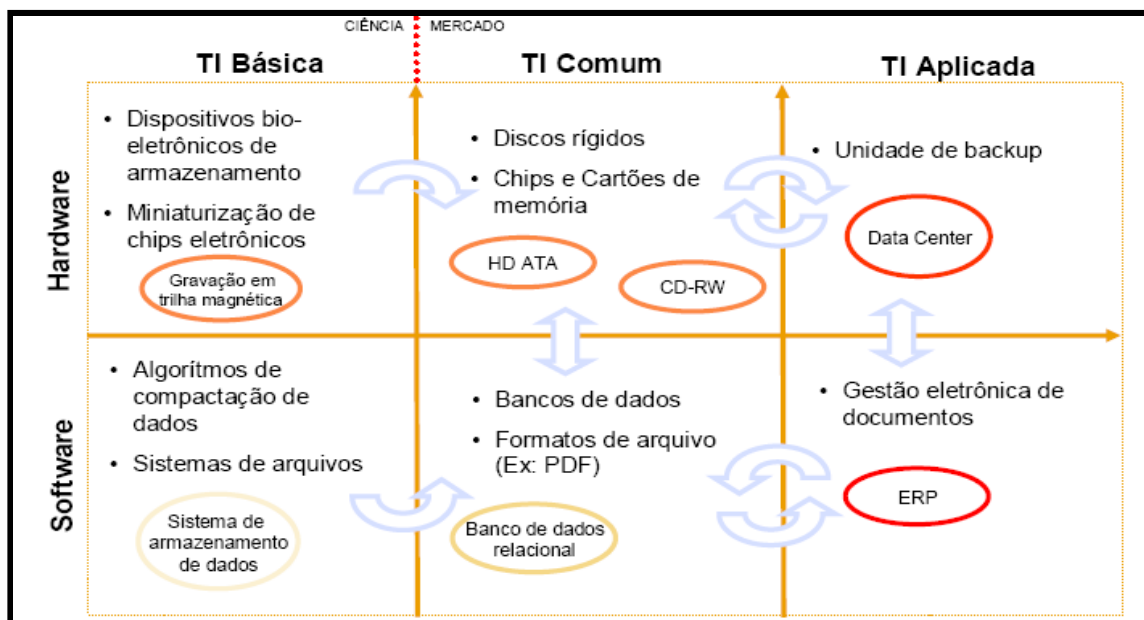 CIÊNCIA
MERCADO
TI Básica
TI Comum
TI Aplicada
Hardware
• Dispositivos bio-
eletrônicos de
armazenamento
• Miniaturização de
chips eletrônicos
Gravação em
trilha magnética
• Discos rígidos
• Chips e Cartões de
memória
HD ATA
CD-RW
• Unidade de backup
Data Center
Software
• Algorítmos de
compactação de
dados
• Sistemas de arquivos
Sistema de
armazenamento
de dados
• Bancos de dados
• Formatos de arquivo
(Ex: PDF)
Banco de dados
relacional
• Gestão eletrônica de
documentos
ERP